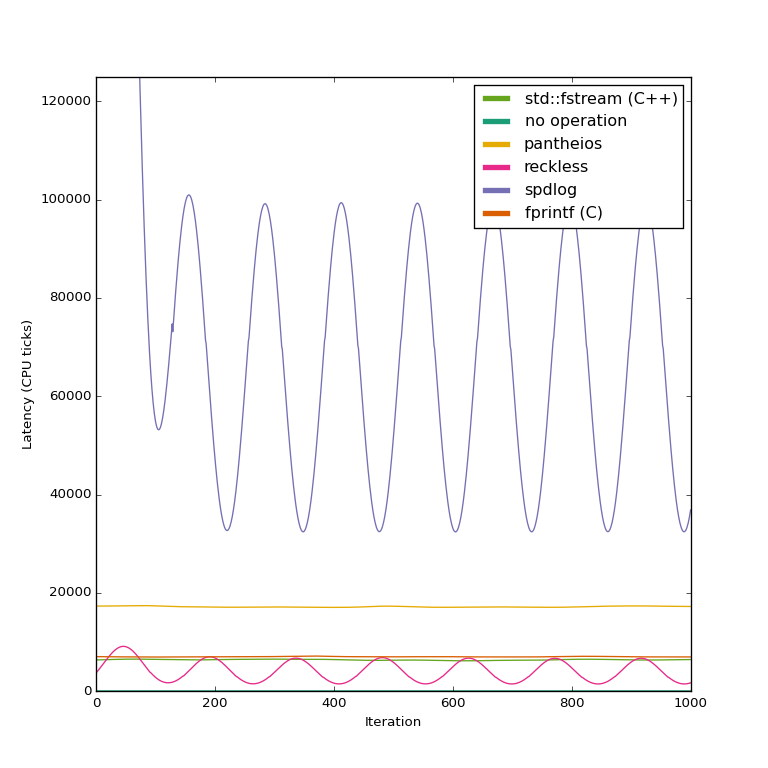 120000
100000
80000
60000
40000
20000
0
Latency (CPU ticks)
std::fstream (C++)
no operation
pantheios
reckless
spdlog
fprintf (C)
0 200 400 600 800 1000
Iteration